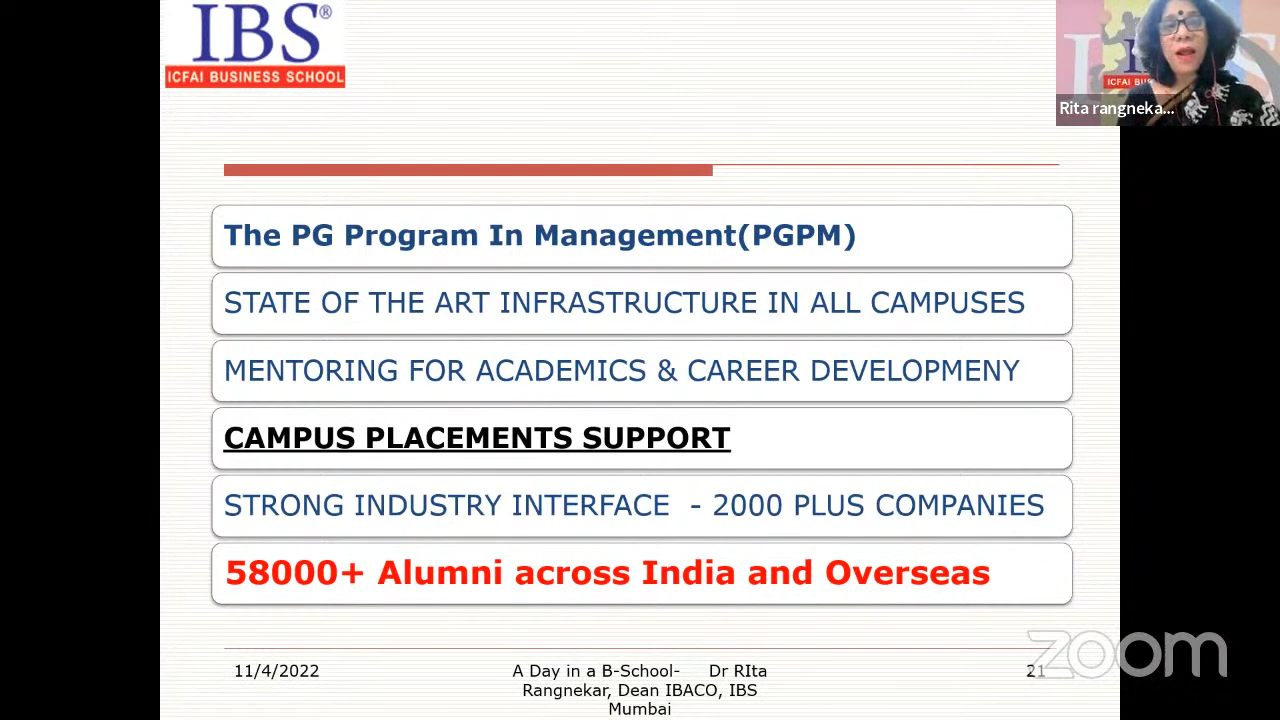 IBS®
ICFAI BUSINESS SCHOOL
ICFAI BUS
Rita rangneka...
The PG Program In Management(PGPM)
STATE OF THE ART INFRASTRUCTURE IN ALL CAMPUSES
MENTORING FOR ACADEMICS & CAREER DEVELOPMENY
CAMPUS PLACEMENTS SUPPORT
STRONG INDUSTRY INTERFACE - 2000 PLUS COMPANIES
58000+ Alumni across India and Overseas
11/4/2022
A Day in a B-School- Dr RIta
Rangnekar, Dean IBACO, IBS
Mumbai
21
zoom